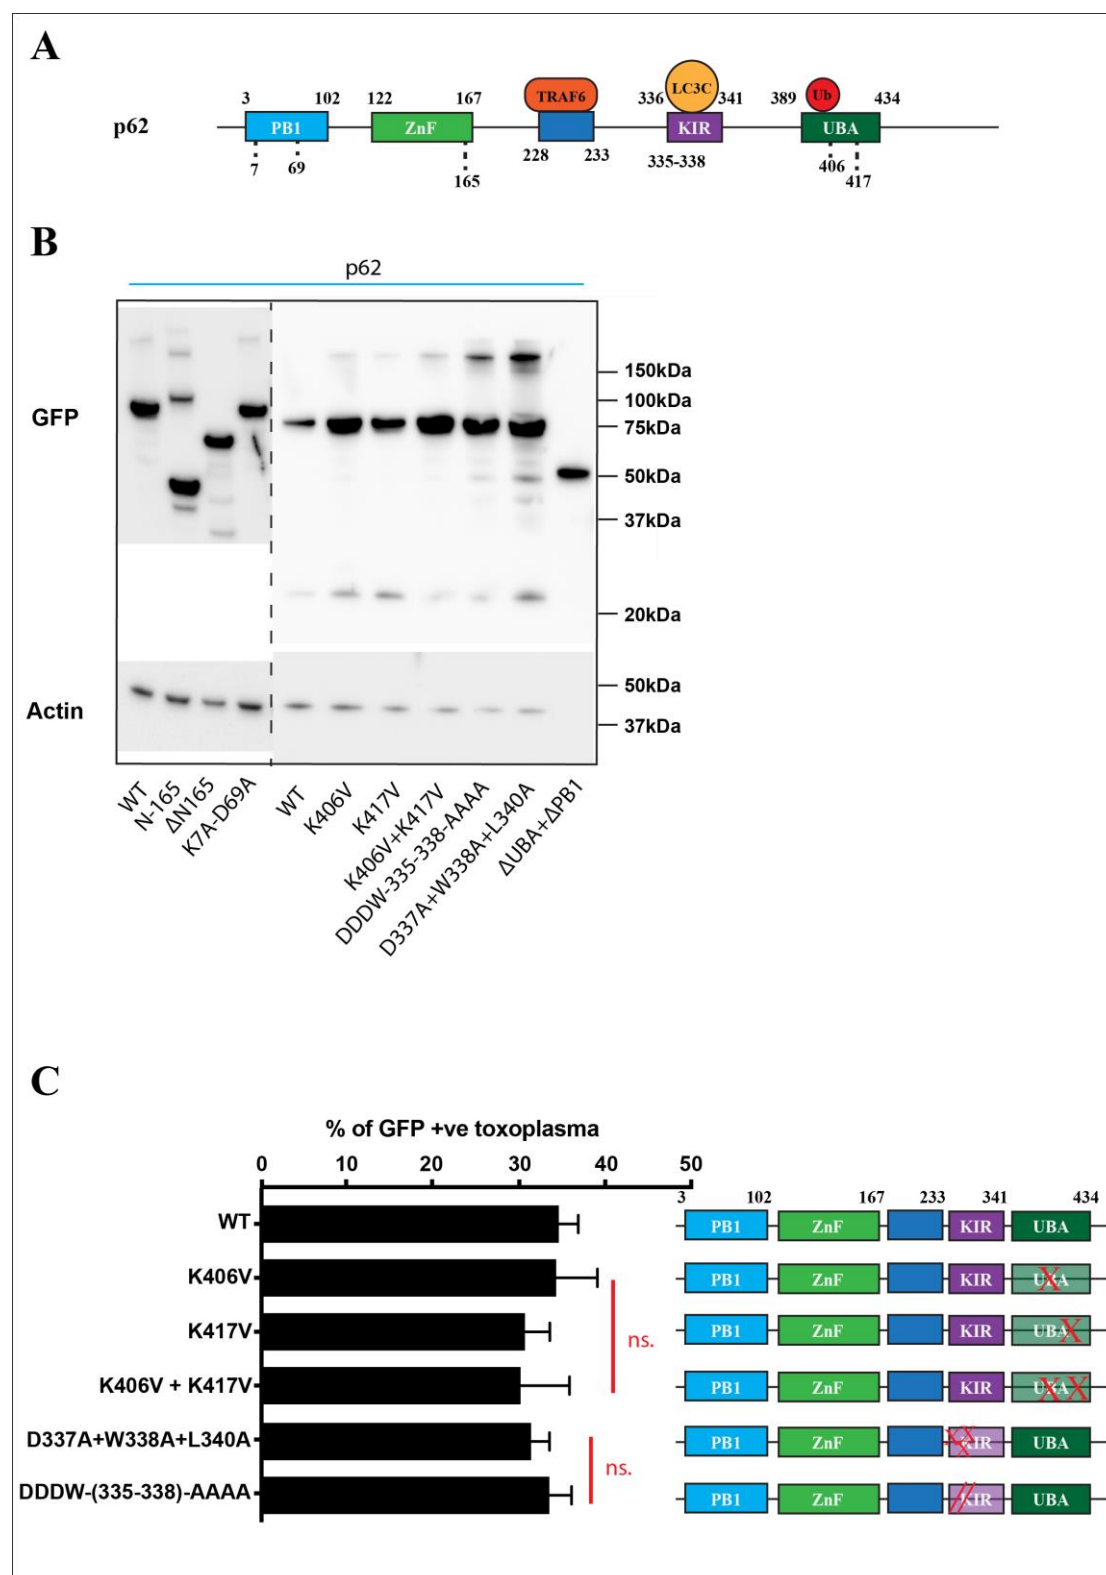 A
TRAF6
LC3C
Ub
3 102 122 167 336 341 389 434
p62
PB1 ZnF KIR UBA
7 69 165 228 233 335-338 406 417
B
p62
GFP
150kDa
100kDa
75kDa
50kDa
37kDa
20kDa
Actin
50kDa
37kDa
WT
N-165
ΔN165
K7A-D69A
WT
K406V
K417V
K406V+K417V
DDDW-335-338-AAAA
D337A+W338A+L340A
ΔUBA+ΔPB1
C
% of GFP +ve toxoplasma
0 10 20 30 40 50
3 102 167 233 341 434
WT PB1 ZnF KIR UBA
K406V PB1 ZnF KIR UBA
X
K417V ns. PB1 ZnF KIR UBA
X
K406V + K417V PB1 ZnF KIR UBA
X X
D337A+W338A+L340A PB1 ZnF KIR UBA
X X X
ns.
DDDW-(335-338)-AAAA PB1 ZnF KIR UBA
//